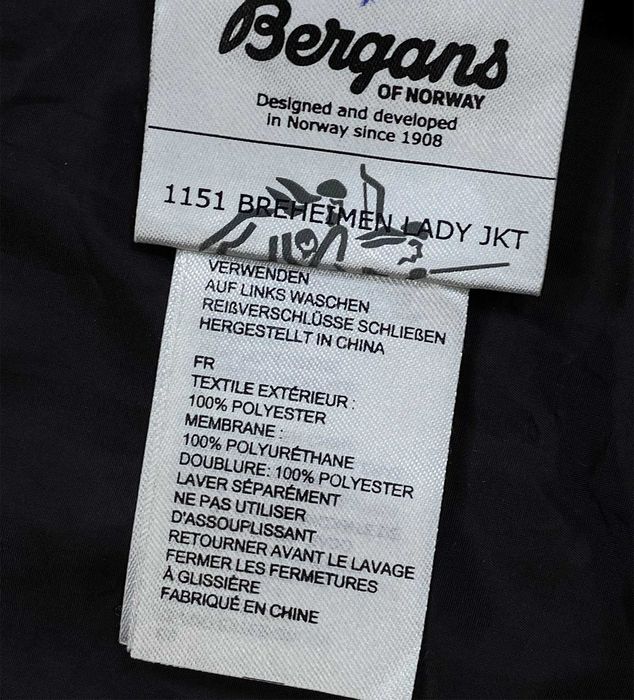 Bergans
OF NORWAY
Designed and developed
in Norway since 1908
1151 BREHEIMEN LADY JKT
VERWENDEN
AUF LINKS WASCHEN
REIẞVERSCHLÜSSE SCHLIEẞEN
HERGESTELLT IN CHINA
FR
TEXTILE EXTÉRIEUR :
100% POLYESTER
MEMBRANE :
100% POLYURÉTHANE
DOUBLURE: 100% POLYESTER
LAVER SÉPARÉMENT
NE PAS UTILISER
D'ASSOUPLISSANT
RETOURNER AVANT LE LAVAGE
FERMER LES FERMETURES
À GLISSIÈRE
FABRIQUÉ EN CHINE